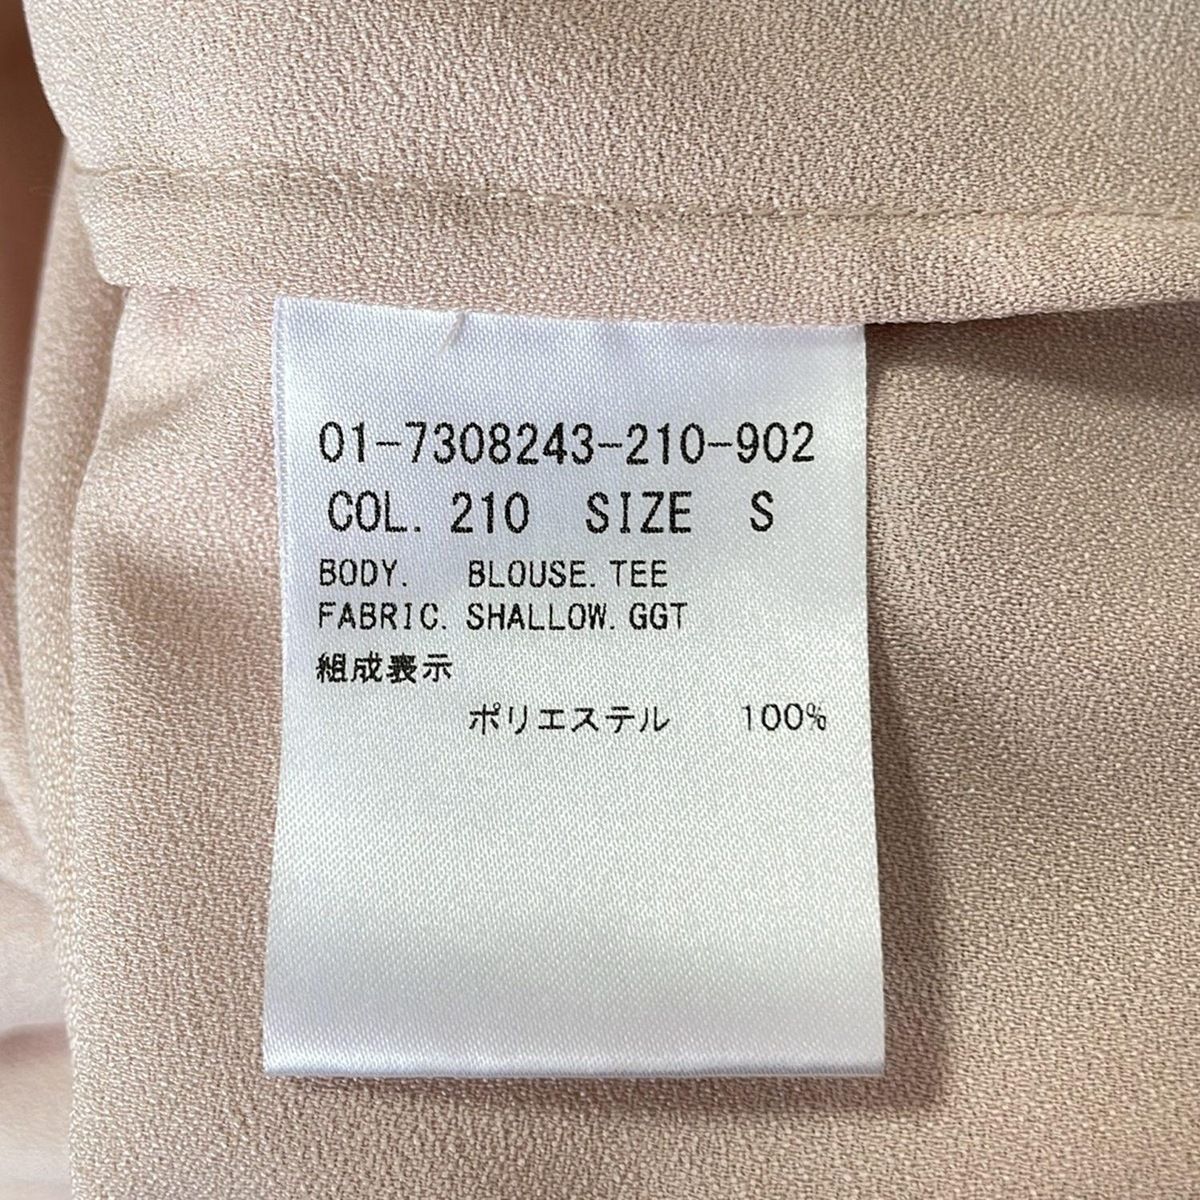 01-7308243-210-902
COL. 210 SIZE S
BODY. BLOUSE. TEE
FABRIC. SHALLOW. GGT
組成表示
ポリエステル 100%